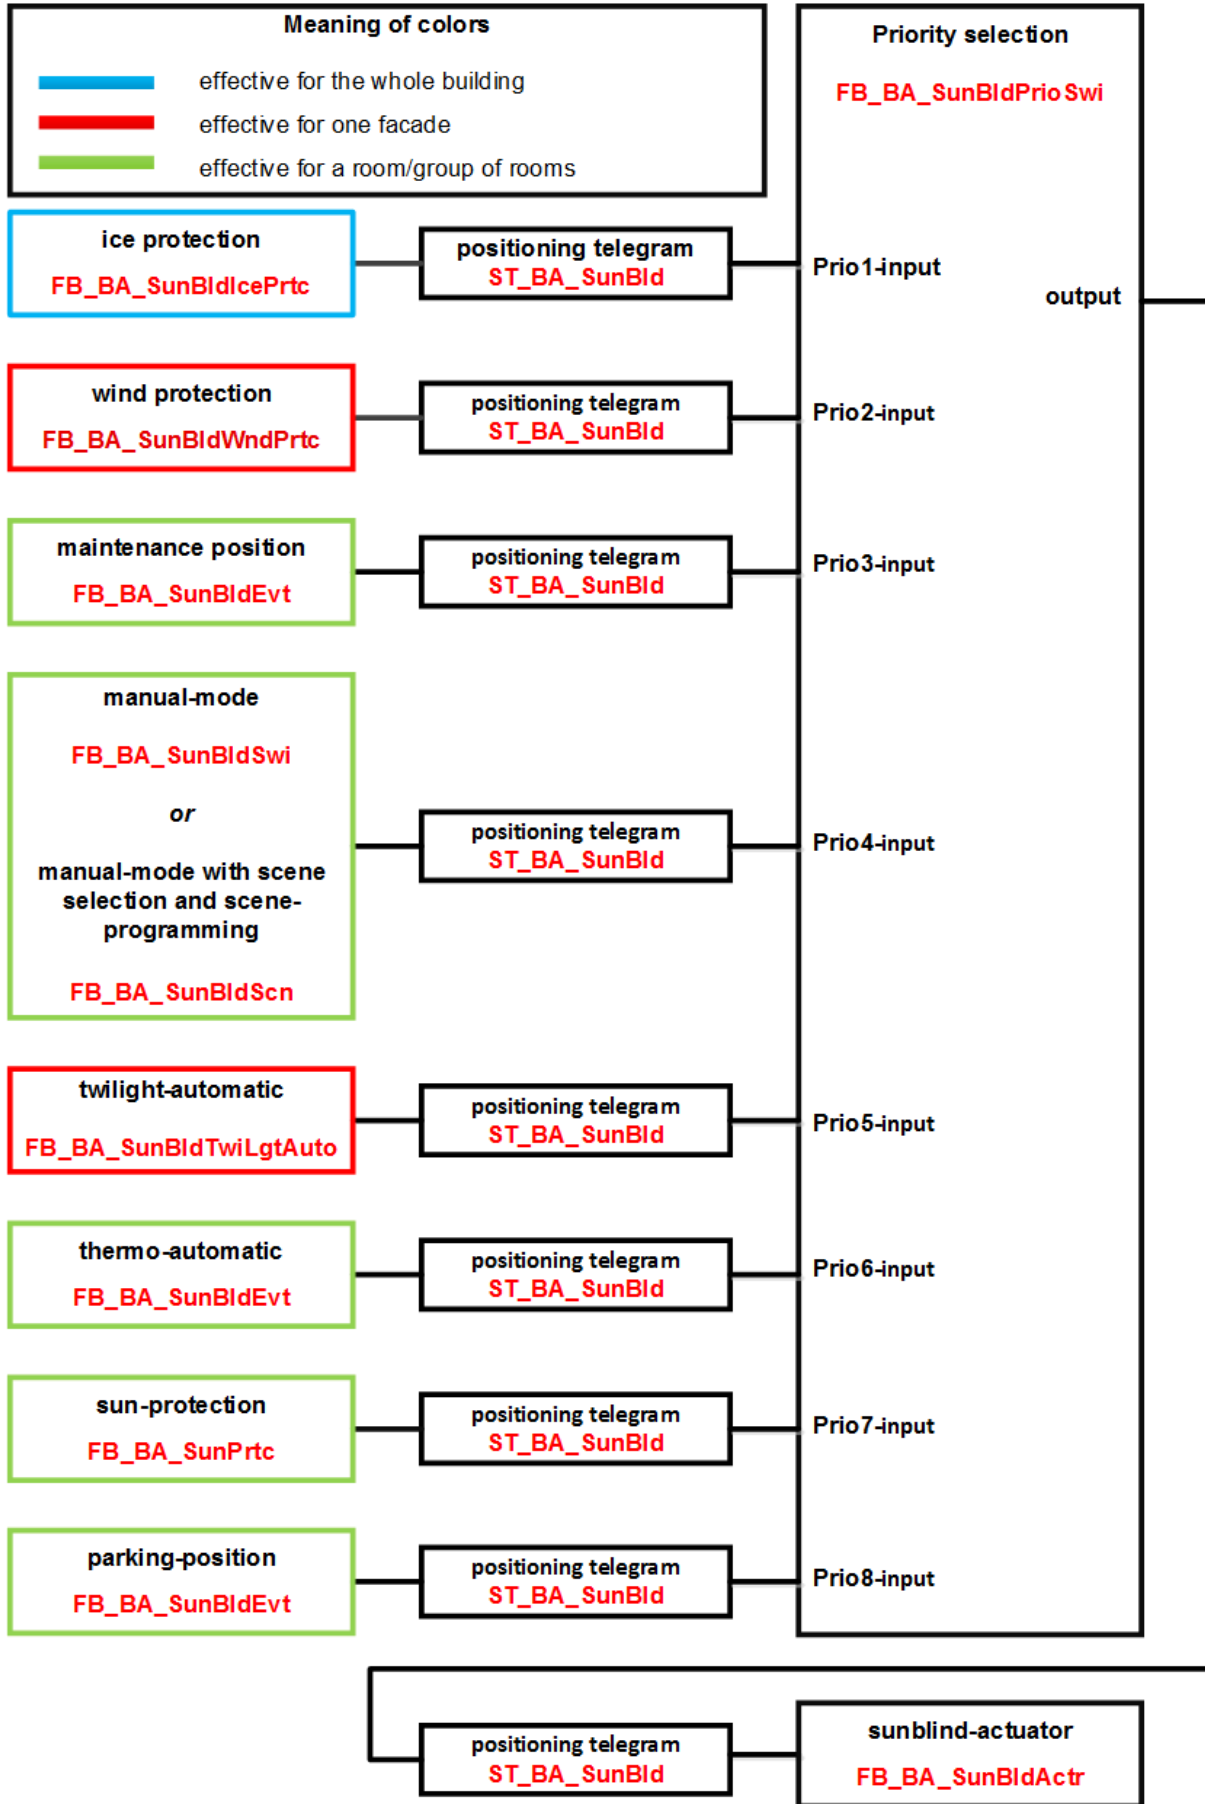 Meaning of colors
effective for the whole building
effective for one facade
effective for a room/group of rooms
Priority selection
FB_BA_SunBldPrioSwi
ice protection
FB_BA_SunBldIcePrtc
positioning telegram
ST_BA_SunBld
Prio1-input
output
wind protection
FB_BA_SunBldWndPrtc
positioning telegram
ST_BA_SunBld
Prio2-input
maintenance position
FB_BA_SunBldEvt
positioning telegram
ST_BA_SunBld
Prio3-input
manual-mode
FB_BA_SunBldSwi
or
manual-mode with scene
selection and scene-
programming
FB_BA_SunBldScn
positioning telegram
ST_BA_SunBld
Prio4-input
twilight-automatic
FB_BA_SunBldTwiLgtAuto
positioning telegram
ST_BA_SunBld
Prio5-input
thermo-automatic
FB_BA_SunBldEvt
positioning telegram
ST_BA_SunBld
Prio6-input
sun-protection
FB_BA_SunPrtc
positioning telegram
ST_BA_SunBld
Prio7-input
parking-position
FB_BA_SunBldEvt
positioning telegram
ST_BA_SunBld
Prio8-input
positioning telegram
ST_BA_SunBld
sunblind-actuator
FB_BA_SunBldActr